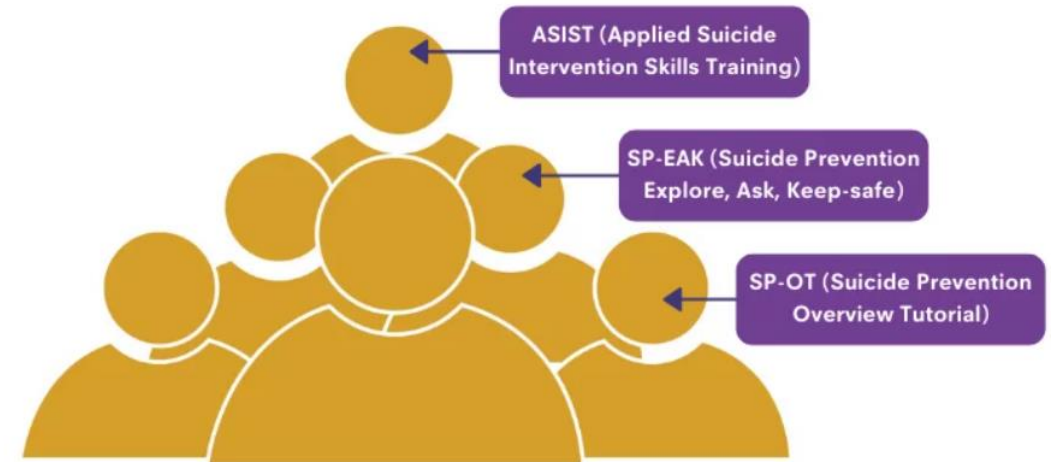 ASIST (Applied Suicide
Intervention Skills Training)
SP-EAK (Suicide Prevention
Explore, Ask, Keep-safe)
SP-OT (Suicide Prevention
Overview Tutorial)